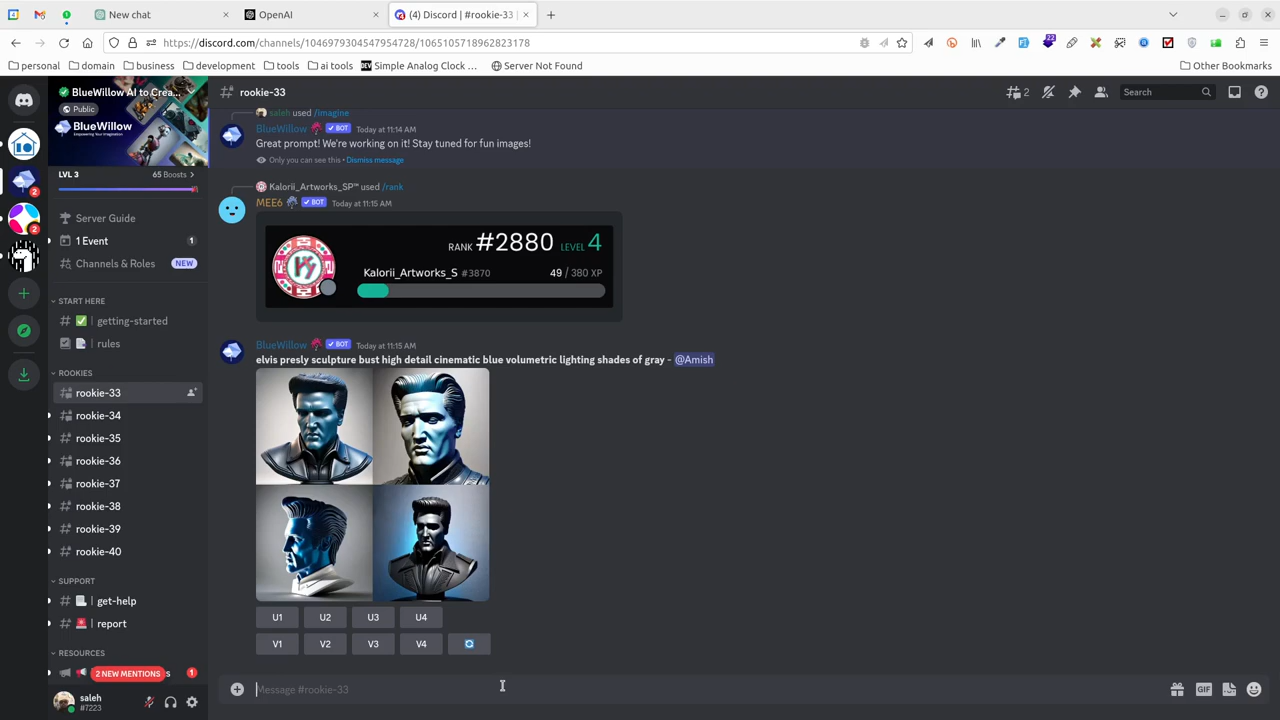 New chat
OpenAI
(4) Discord | #rookie-33
https://discord.com/channels/1046979304547954728/1065105718962823178
personal
domain
business
development
tools
ai tools
Simple Analog Clock ...
Server Not Found
Other Bookmarks
BlueWillow AI to Crea...
Public
BlueWillow
LVL 3
65 Boosts
Server Guide
1 Event
1
Channels & Roles
NEW
START HERE
getting-started
rules
ROOKIES
rookie-33
rookie-34
rookie-35
rookie-36
rookie-37
rookie-38
rookie-39
rookie-40
SUPPORT
get-help
report
RESOURCES
2 NEW MENTIONS
1
saleh
#7223
# rookie-33
2
Search
saleh used /imagine
BlueWillow BOT Today at 11:14 AM
Great prompt! We're working on it! Stay tuned for fun images!
Only you can see this • Dismiss message
Kalorii_Artworks_SP™ used /rank
MEE6 BOT Today at 11:15 AM
RANK #2880 LEVEL 4
Kalorii_Artworks_S #3870 49 / 380 XP
BlueWillow BOT Today at 11:15 AM
elvis presly sculpture bust high detail cinematic blue volumetric lighting shades of gray - @Amish
U1 U2 U3 U4
V1 V2 V3 V4
Message #rookie-33
GIF